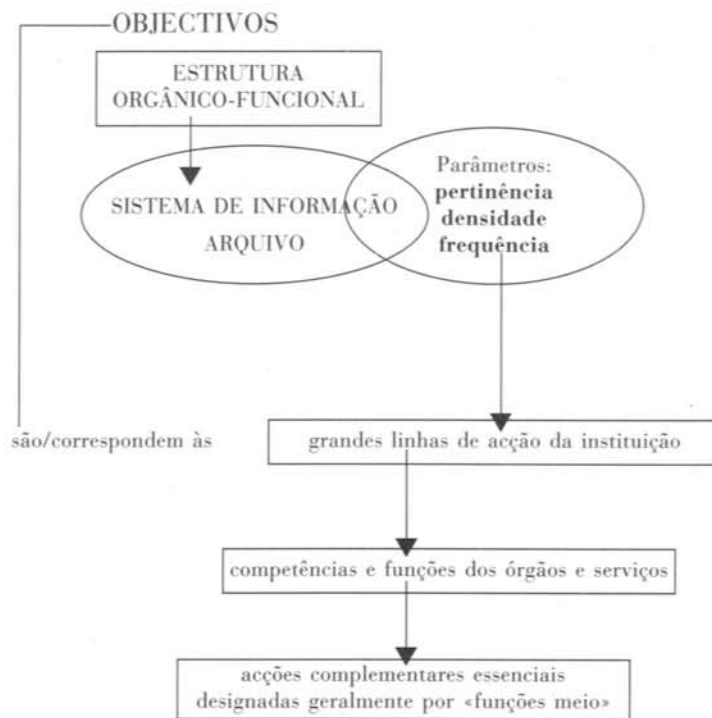 OBJECTIVOS
ESTRUTURA
ORGÂNICO-FUNCIONAL
SISTEMA DE INFORMAÇÃO
ARQUIVO
Parâmetros:
pertinência
densidade
frequência
são/correspondem às
grandes linhas de acção da instituição
competências e funções dos órgãos e serviços
acções complementares essenciais
designadas geralmente por «funções meio»